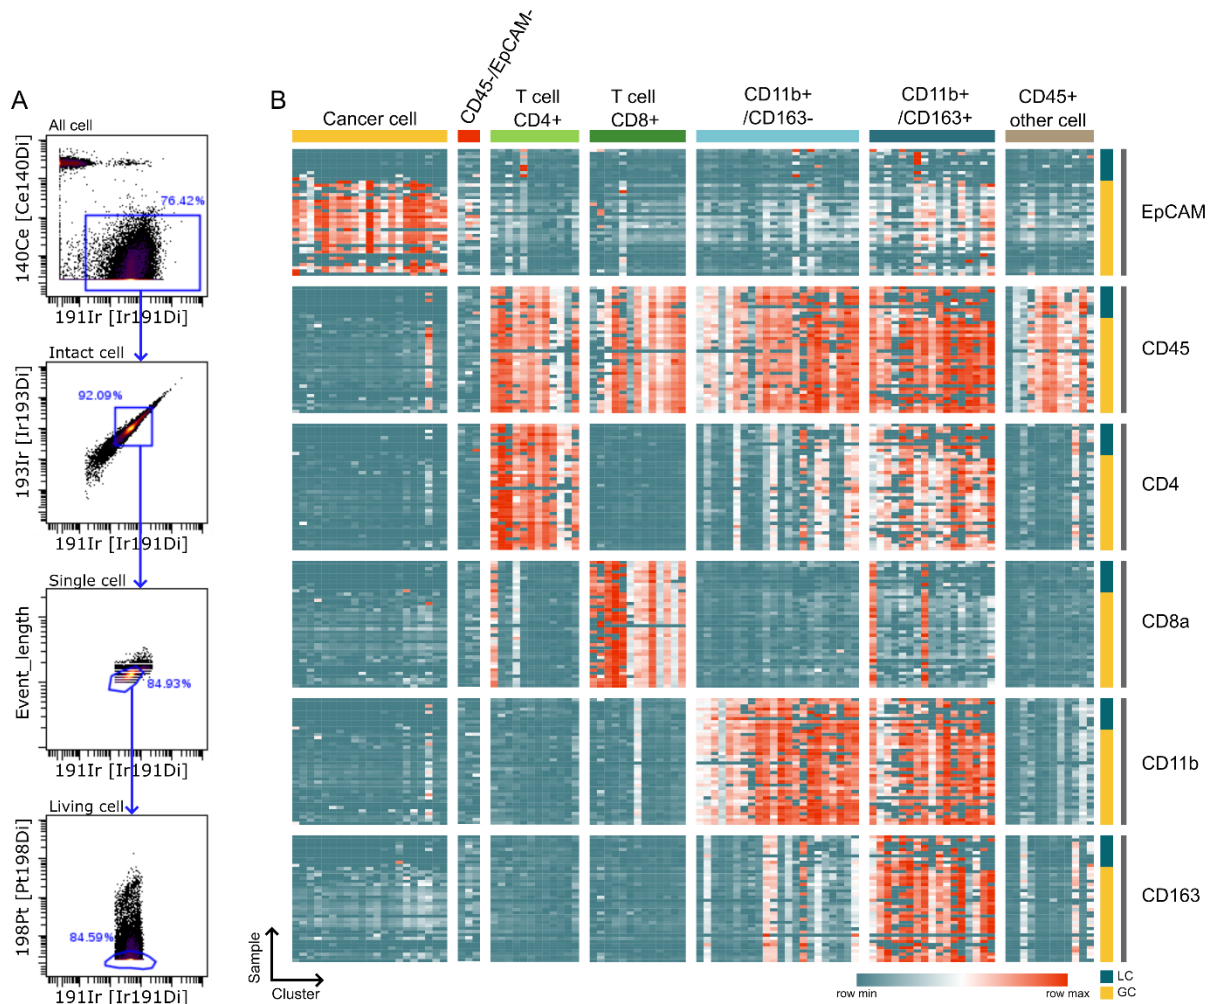 A
All cell
140Ce [Ce140Di]
76.42%
191Ir [Ir191Di]
Intact cell
193Ir [Ir193Di]
92.09%
191Ir [Ir191Di]
Single cell
Event_length
84.93%
191Ir [Ir191Di]
Living cell
198Pt [Pt198Di]
84.59%
191Ir [Ir191Di]
B
Cancer cell
CD45-/EpCAM-
T cell
CD4+
T cell
CD8+
CD11b+
/CD163-
CD11b+
/CD163+
CD45+
other cell
EpCAM
CD45
CD4
CD8a
CD11b
CD163
Sample
Cluster
row min
row max
LC
GC